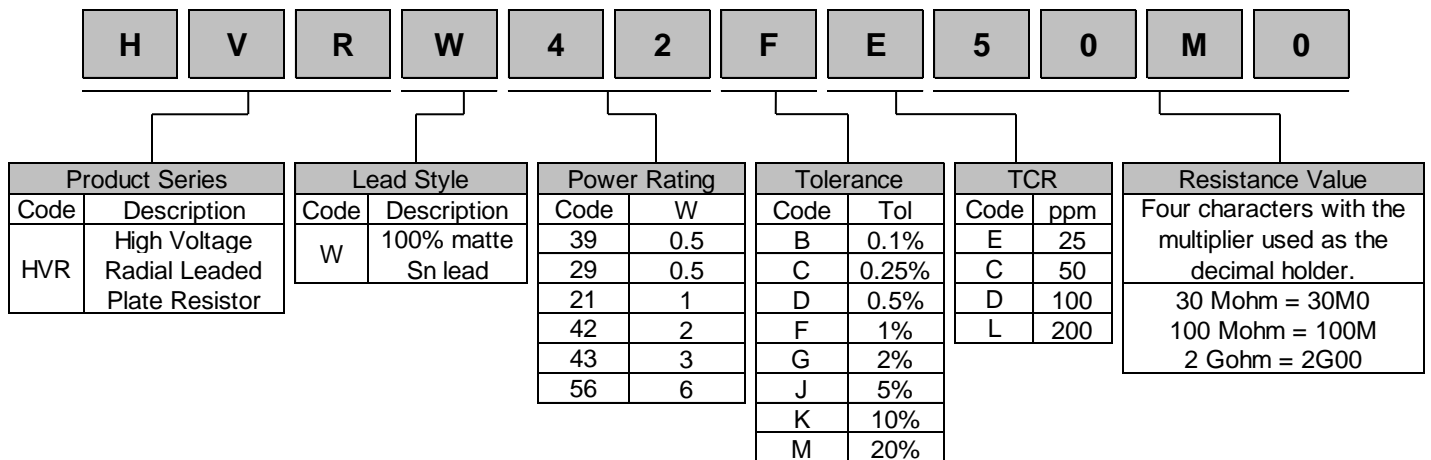 H V R W 4 2 F E 5 0 M 0
Product Series
Code Description
HVR High Voltage
Radial Leaded
Plate Resistor
Lead Style
Code Description
W 100% matte
Sn lead
Power Rating
Code W
39 0.5
29 0.5
21 1
42 2
43 3
56 6
Tolerance
Code Tol
B 0.1%
C 0.25%
D 0.5%
F 1%
G 2%
J 5%
K 10%
M 20%
TCR
Code ppm
E 25
C 50
D 100
L 200
Resistance Value
Four characters with the
multiplier used as the
decimal holder.
30 Mohm = 30M0
100 Mohm = 100M
2 Gohm = 2G00